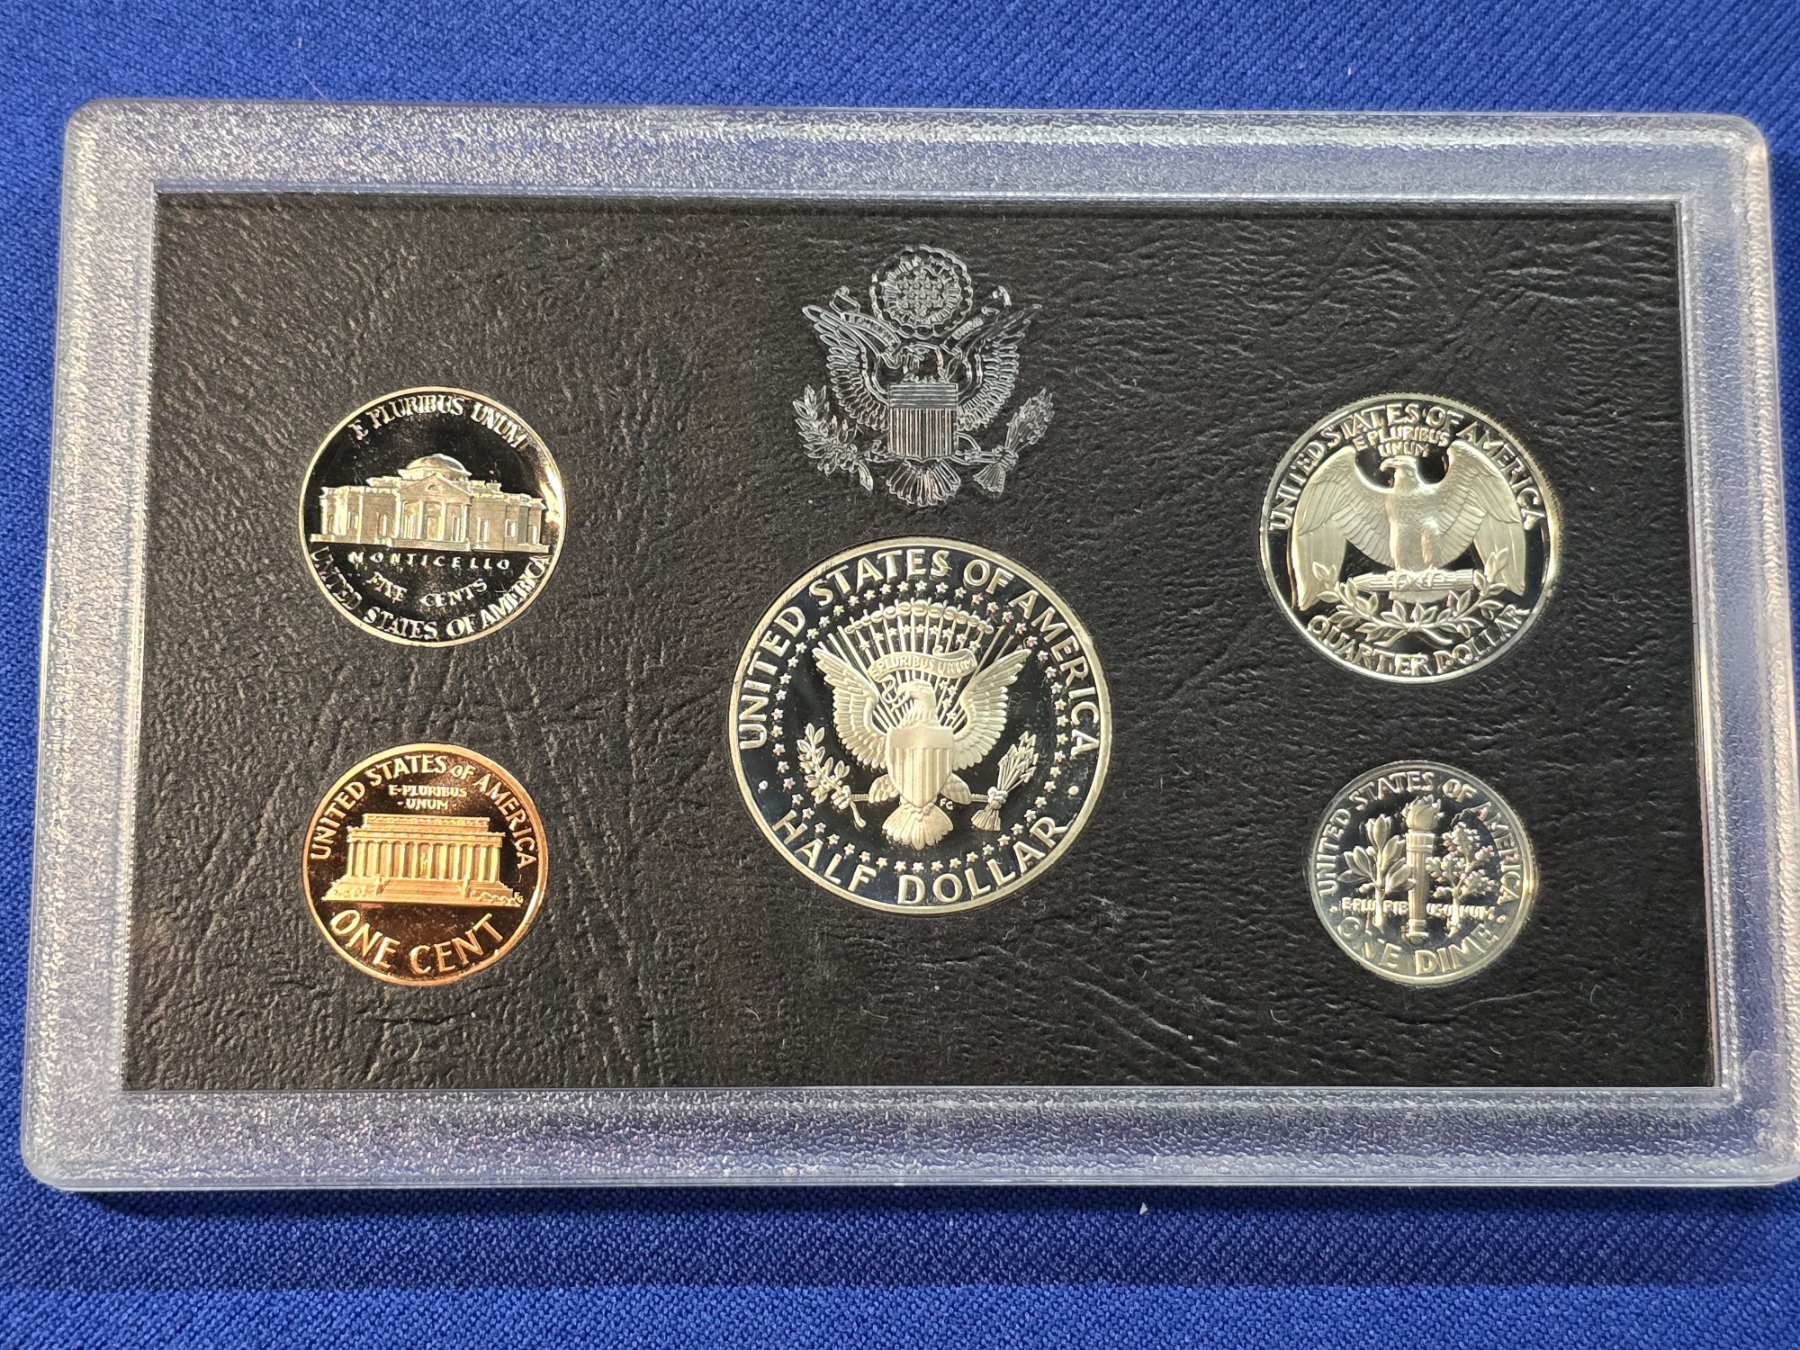 E PLURIBUS UNUM
MONTICELLO
FIVE CENTS
UNITED STATES OF AMERICA
UNITED STATES OF AMERICA
E PLURIBUS
UNUM
QUARTER DOLLAR
UNITED STATES OF AMERICA
E PLURIBUS UNUM
FG
HALF DOLLAR
UNITED STATES OF AMERICA
E·PLURIBUS
·UNUM·
ONE CENT
UNITED STATES OF AMERICA
·E·PLURIBUS·UNUM·
ONE DIME